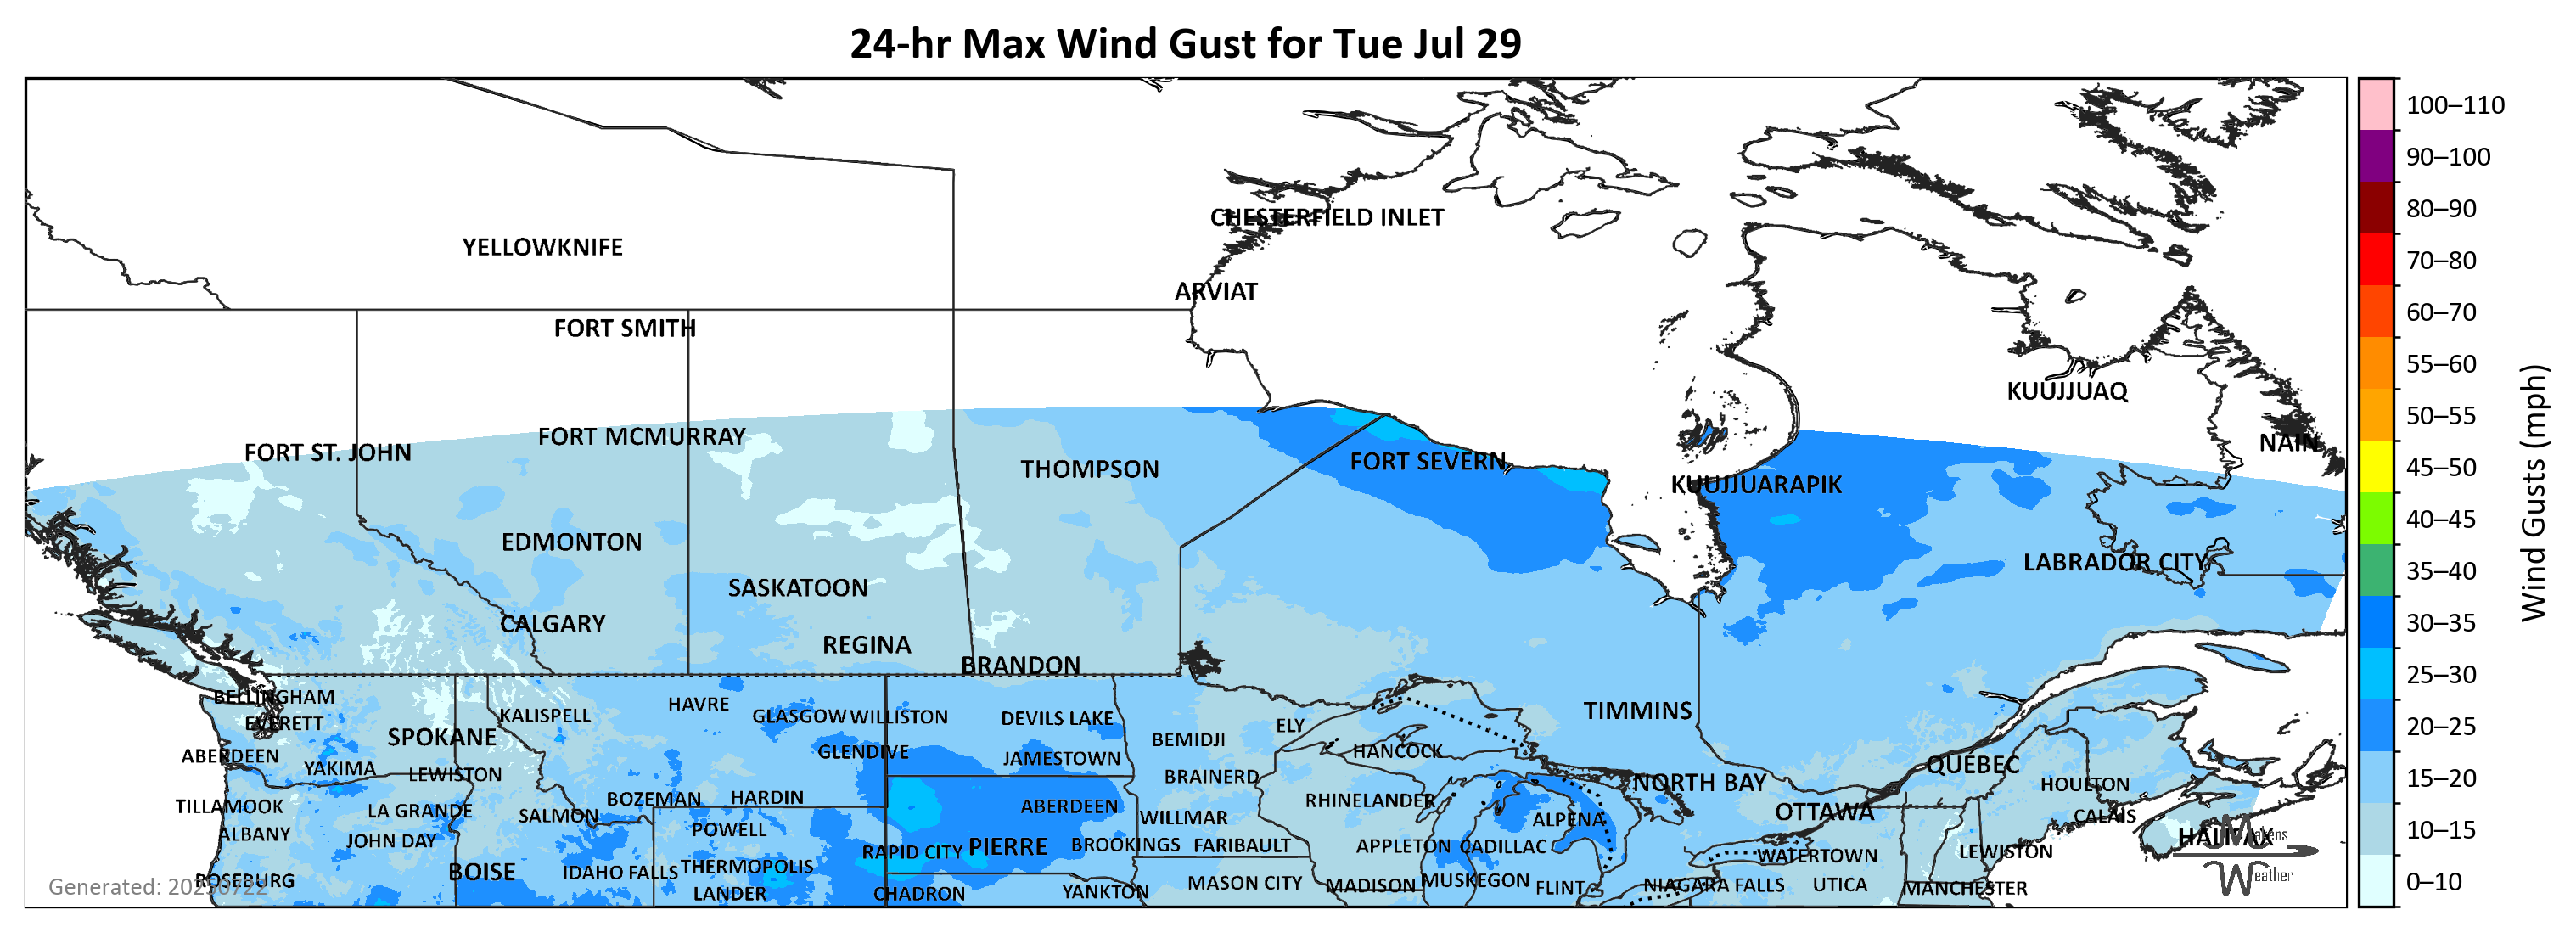 24-hr Max Wind Gust for Tue Jul 29
100–110
90–100
80–90
70–80
60–70
55–60
50–55
45–50
40–45
35–40
30–35
25–30
20–25
15–20
10–15
0–10
Wind Gusts (mph)
CHESTERFIELD INLET
YELLOWKNIFE
ARVIAT
FORT SMITH
KUUJJUAQ
FORT MCMURRAY
NAIN
FORT ST. JOHN
FORT SEVERN
THOMPSON
KUUJJUARAPIK
EDMONTON
LABRADOR CITY
SASKATOON
CALGARY
REGINA
BRANDON
BELLINGHAM
HAVRE
TIMMINS
KALISPELL
GLASGOW
WILLISTON
DEVILS LAKE
EVERETT
ELY
SPOKANE
BEMIDJI
GLENDIVE
HANCOCK
ABERDEEN
JAMESTOWN
QUÉBEC
YAKIMA
LEWISTON
BRAINERD
NORTH BAY
HOULTON
BOZEMAN
HARDIN
RHINELANDER
TILLAMOOK
LA GRANDE
ABERDEEN
OTTAWA
SALMON
WILLMAR
CALAIS
ALPENA
POWELL
ALBANY
HALIFAX
Makens
JOHN DAY
PIERRE
BROOKINGS
FARIBAULT
APPLETON
CADILLAC
RAPID CITY
LEWISTON
WATERTOWN
THERMOPOLIS
BOISE
IDAHO FALLS
Weather
ROSEBURG
MUSKEGON
MASON CITY
MADISON
NIAGARA FALLS
UTICA
Generated: 20250722
FLINT
MANCHESTER
YANKTON
LANDER
CHADRON